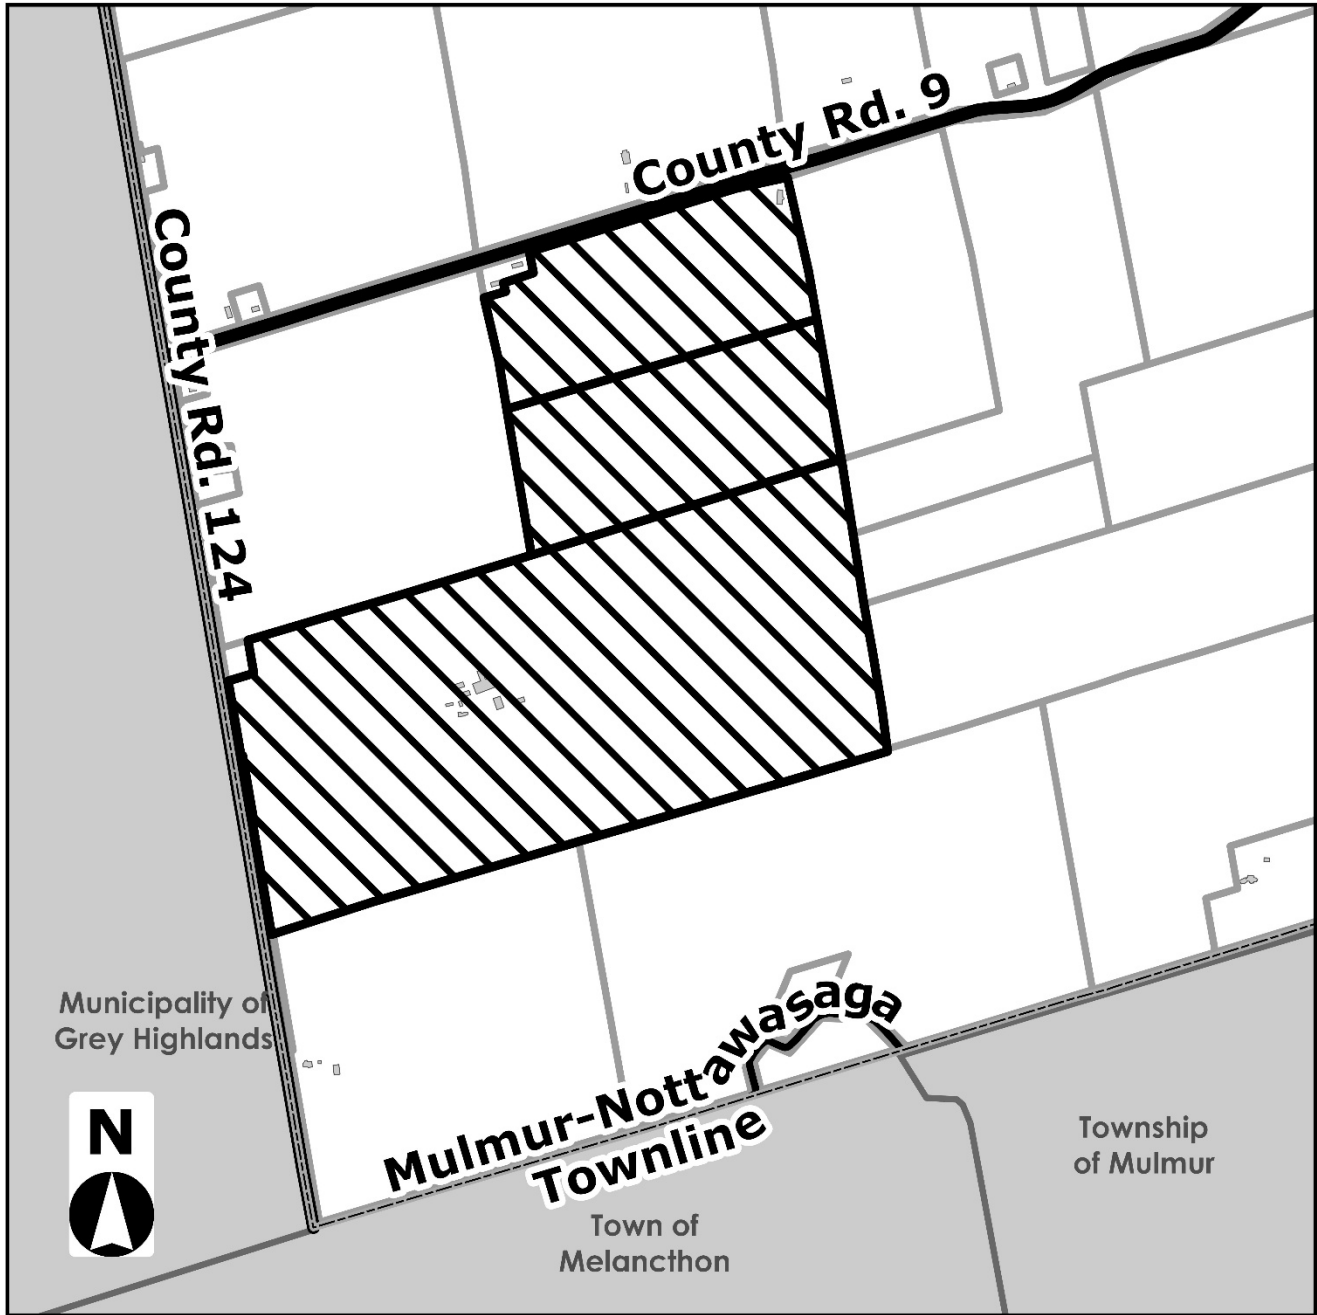 County Rd. 9
County Rd. 124
Municipality of
Grey Highlands
Mulmur-Nottawasaga
Townline
N
Township
of Mulmur
Town of
Melancthon